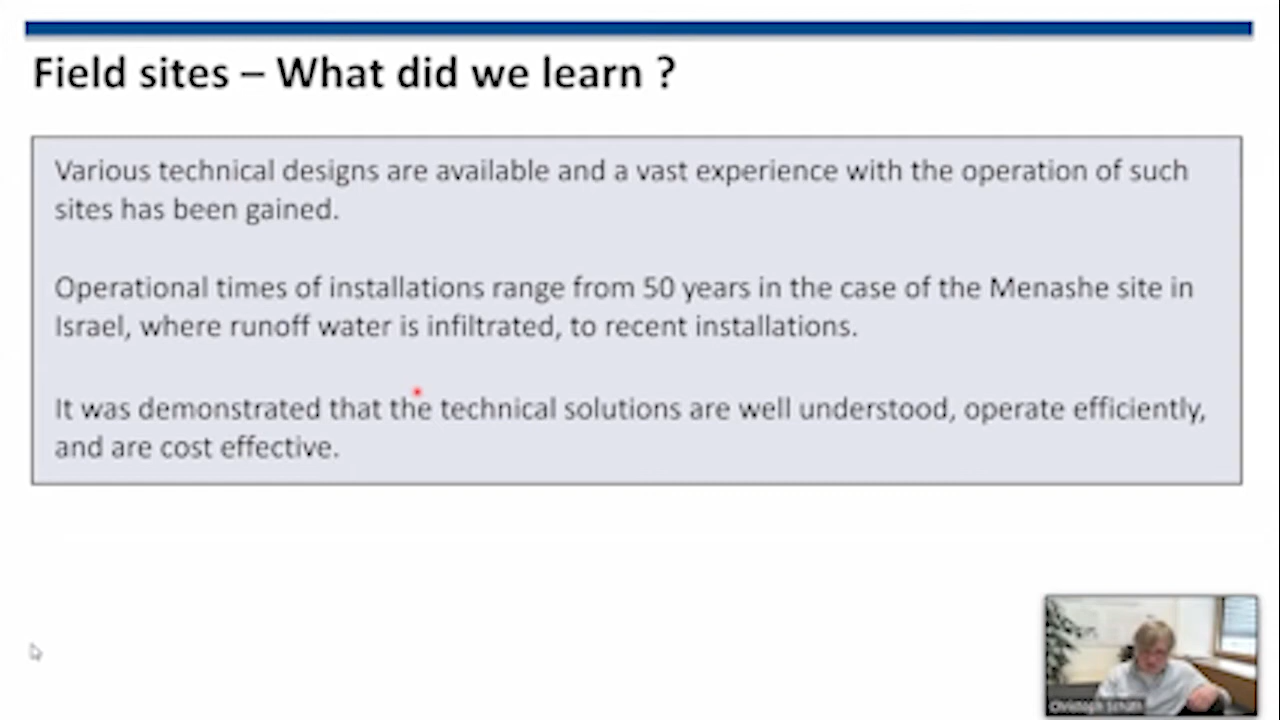 Field sites – What did we learn ?
Various technical designs are available and a vast experience with the operation of such
sites has been gained.
Operational times of installations range from 50 years in the case of the Menashe site in
Israel, where runoff water is infiltrated, to recent installations.
It was demonstrated that the technical solutions are well understood, operate efficiently,
and are cost effective.
Christoph